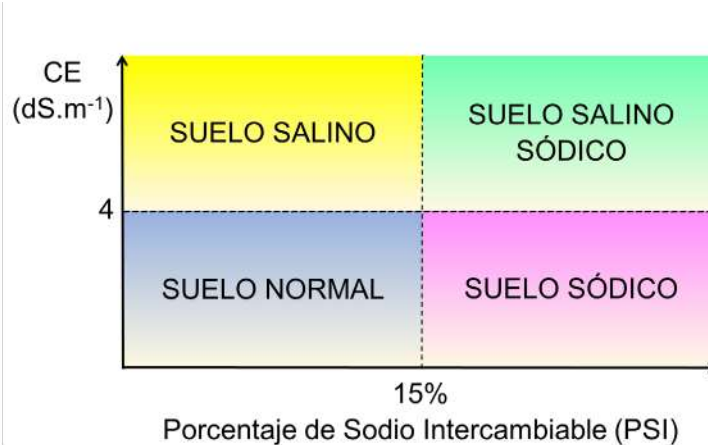 CE
(dS.m⁻¹)
SUELO SALINO
SUELO SALINO
SÓDICO
4
SUELO NORMAL
SUELO SÓDICO
15%
Porcentaje de Sodio Intercambiable (PSI)